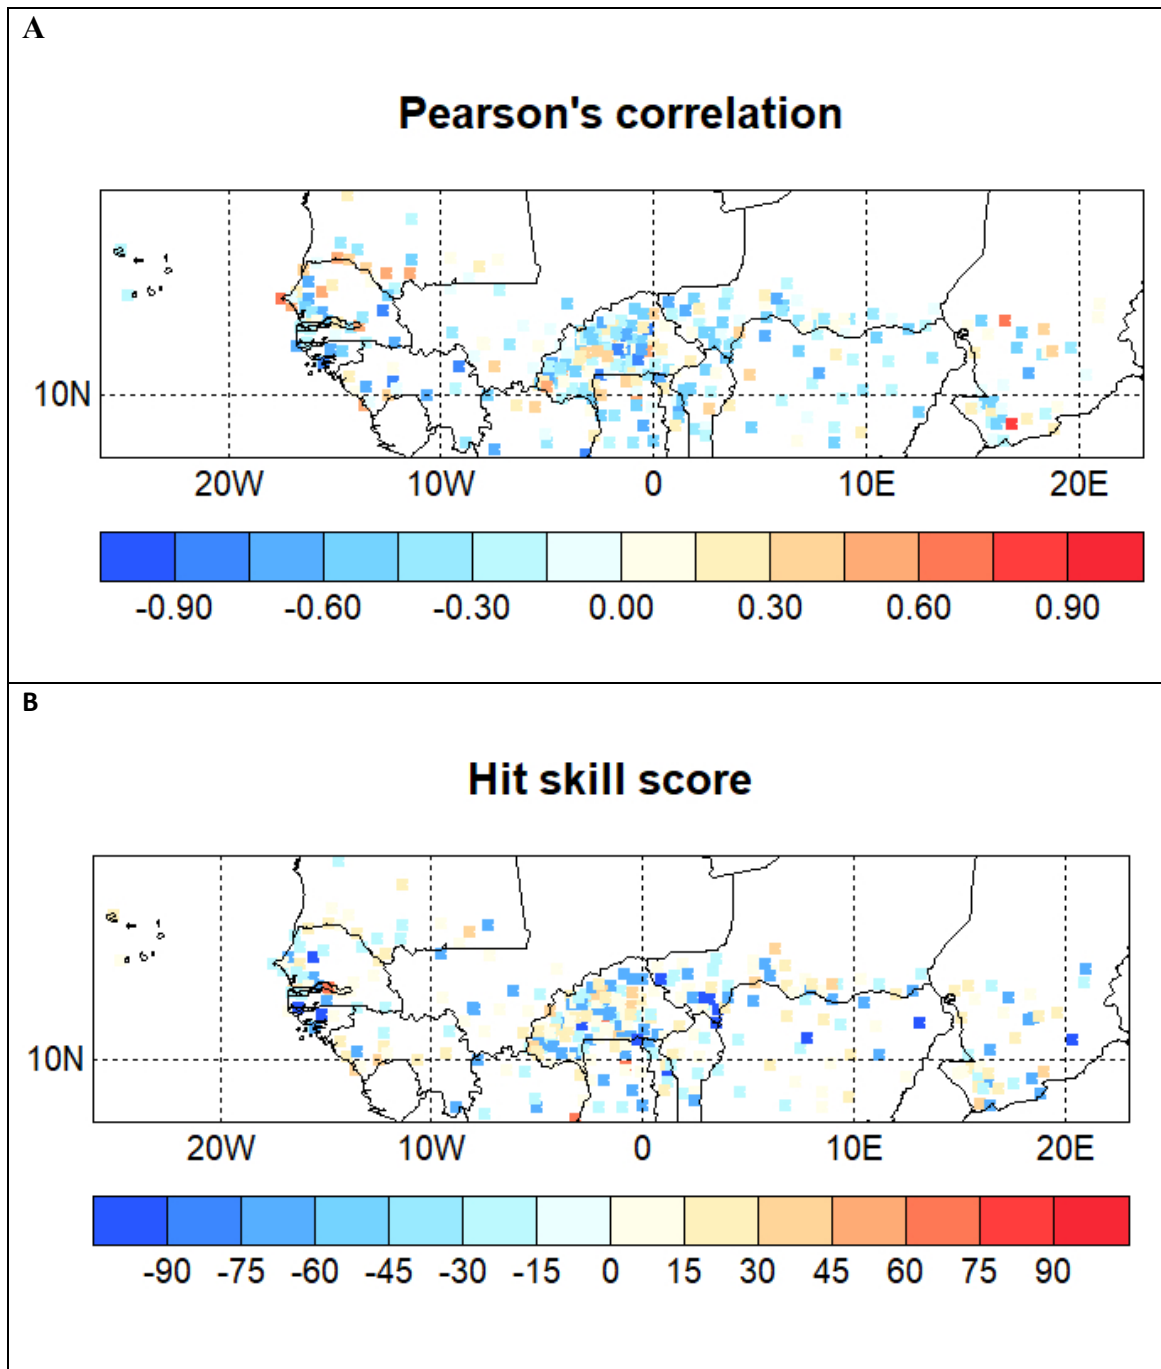 A
Pearson's correlation
10N
20W 10W 0 10E 20E
-0.90 -0.60 -0.30 0.00 0.30 0.60 0.90
B
Hit skill score
10N
20W 10W 0 10E 20E
-90 -75 -60 -45 -30 -15 0 15 30 45 60 75 90